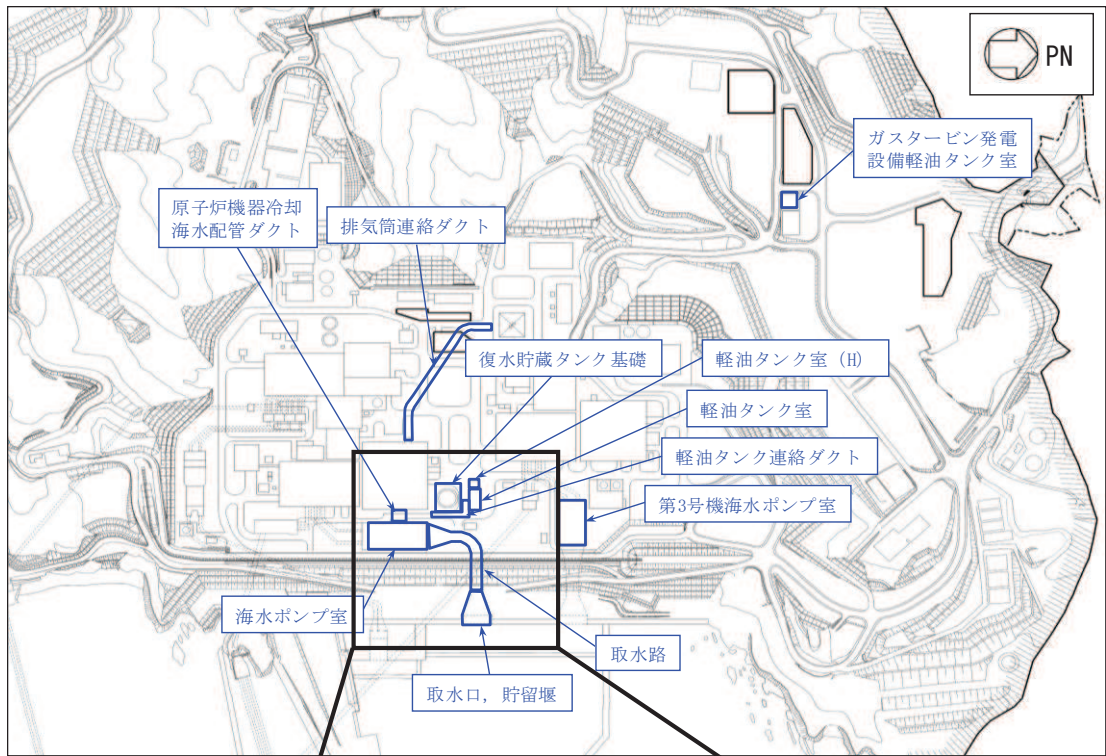 PN
ガスタービン発電
設備軽油タンク室
原子炉機器冷却
海水配管ダクト
排気筒連絡ダクト
復水貯蔵タンク基礎
軽油タンク室 (H)
軽油タンク室
軽油タンク連絡ダクト
第3号機海水ポンプ室
海水ポンプ室
取水路
取水口，貯留堰